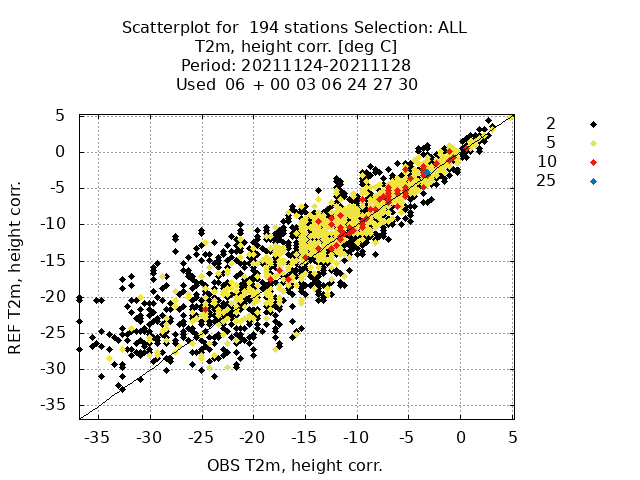 Scatterplot for  194 stations Selection: ALL
T2m, height corr. [deg C]
Period: 20211124-20211128
Used  06 + 00 03 06 24 27 30
5
0
-5
-10
-15
-20
-25
-30
-35
REF T2m, height corr.
-35 -30 -25 -20 -15 -10 -5 0 5
OBS T2m, height corr.
2
5
10
25